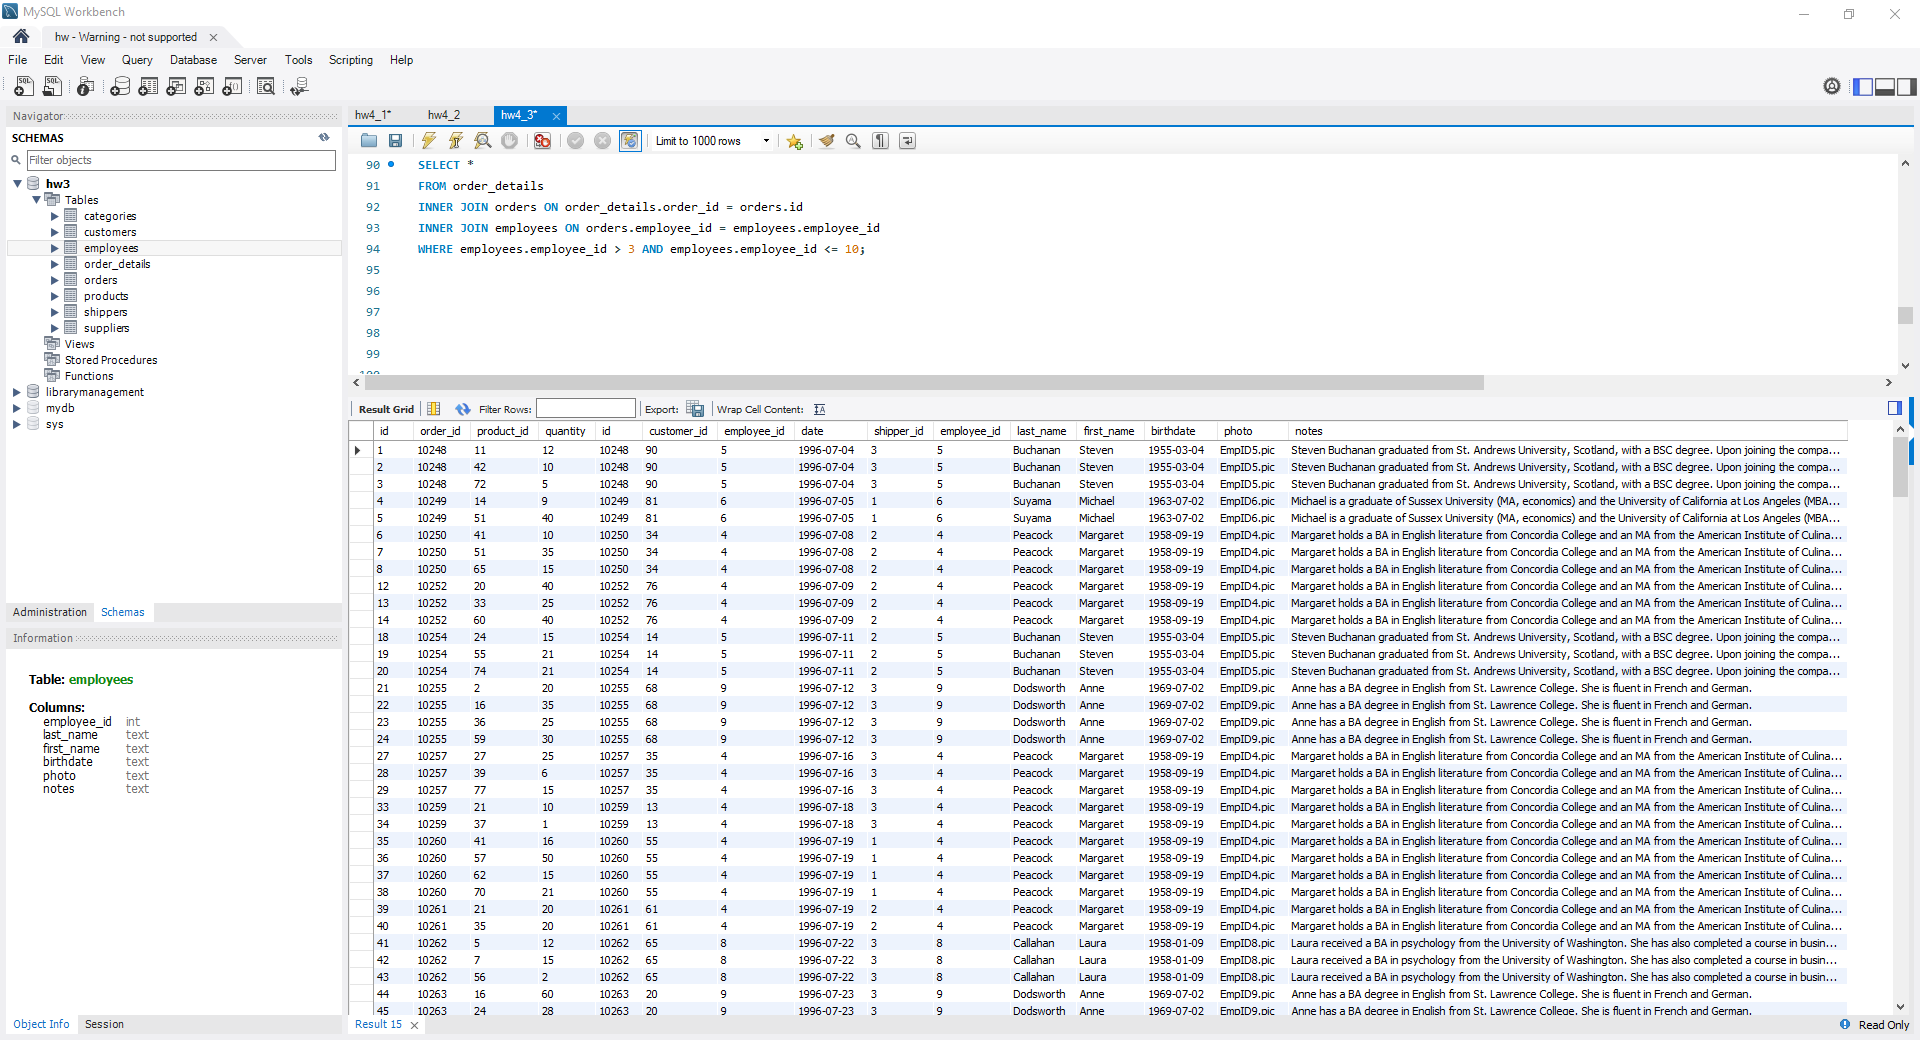 MySQL Workbench
hw - Warning - not supported
File Edit View Query Database Server Tools Scripting Help
Navigator
SCHEMAS
Filter objects
hw3
Tables
categories
customers
employees
order_details
orders
products
shippers
suppliers
Views
Stored Procedures
Functions
librarymanagement
mydb
sys
Administration Schemas
Information
Table: employees
Columns:
employee_id int
last_name text
first_name text
birthdate text
photo text
notes text
Object Info Session
hw4_1* hw4_2 hw4_3*
Limit to 1000 rows
90 SELECT *
91 FROM order_details
92 INNER JOIN orders ON order_details.order_id = orders.id
93 INNER JOIN employees ON orders.employee_id = employees.employee_id
94 WHERE employees.employee_id > 3 AND employees.employee_id <= 10;
95
96
97
98
99
100
Result Grid Filter Rows: Export: Wrap Cell Content:
id order_id product_id quantity id customer_id employee_id date shipper_id employee_id last_name first_name birthdate photo notes
1 10248 11 12 10248 90 5 1996-07-04 3 5 Buchanan Steven 1955-03-04 EmpID5.pic Steven Buchanan graduated from St. Andrews University, Scotland, with a BSC degree. Upon joining the compa...
2 10248 42 10 10248 90 5 1996-07-04 3 5 Buchanan Steven 1955-03-04 EmpID5.pic Steven Buchanan graduated from St. Andrews University, Scotland, with a BSC degree. Upon joining the compa...
3 10248 72 5 10248 90 5 1996-07-04 3 5 Buchanan Steven 1955-03-04 EmpID5.pic Steven Buchanan graduated from St. Andrews University, Scotland, with a BSC degree. Upon joining the compa...
4 10249 14 9 10249 81 6 1996-07-05 1 6 Suyama Michael 1963-07-02 EmpID6.pic Michael is a graduate of Sussex University (MA, economics) and the University of California at Los Angeles (MBA...
5 10249 51 40 10249 81 6 1996-07-05 1 6 Suyama Michael 1963-07-02 EmpID6.pic Michael is a graduate of Sussex University (MA, economics) and the University of California at Los Angeles (MBA...
6 10250 41 10 10250 34 4 1996-07-08 2 4 Peacock Margaret 1958-09-19 EmpID4.pic Margaret holds a BA in English literature from Concordia College and an MA from the American Institute of Culina...
7 10250 51 35 10250 34 4 1996-07-08 2 4 Peacock Margaret 1958-09-19 EmpID4.pic Margaret holds a BA in English literature from Concordia College and an MA from the American Institute of Culina...
8 10250 65 15 10250 34 4 1996-07-08 2 4 Peacock Margaret 1958-09-19 EmpID4.pic Margaret holds a BA in English literature from Concordia College and an MA from the American Institute of Culina...
12 10252 20 40 10252 76 4 1996-07-09 2 4 Peacock Margaret 1958-09-19 EmpID4.pic Margaret holds a BA in English literature from Concordia College and an MA from the American Institute of Culina...
13 10252 33 25 10252 76 4 1996-07-09 2 4 Peacock Margaret 1958-09-19 EmpID4.pic Margaret holds a BA in English literature from Concordia College and an MA from the American Institute of Culina...
14 10252 60 40 10252 76 4 1996-07-09 2 4 Peacock Margaret 1958-09-19 EmpID4.pic Margaret holds a BA in English literature from Concordia College and an MA from the American Institute of Culina...
18 10254 24 15 10254 14 5 1996-07-11 2 5 Buchanan Steven 1955-03-04 EmpID5.pic Steven Buchanan graduated from St. Andrews University, Scotland, with a BSC degree. Upon joining the compa...
19 10254 55 21 10254 14 5 1996-07-11 2 5 Buchanan Steven 1955-03-04 EmpID5.pic Steven Buchanan graduated from St. Andrews University, Scotland, with a BSC degree. Upon joining the compa...
20 10254 74 21 10254 14 5 1996-07-11 2 5 Buchanan Steven 1955-03-04 EmpID5.pic Steven Buchanan graduated from St. Andrews University, Scotland, with a BSC degree. Upon joining the compa...
21 10255 2 20 10255 68 9 1996-07-12 3 9 Dodsworth Anne 1969-07-02 EmpID9.pic Anne has a BA degree in English from St. Lawrence College. She is fluent in French and German.
22 10255 16 35 10255 68 9 1996-07-12 3 9 Dodsworth Anne 1969-07-02 EmpID9.pic Anne has a BA degree in English from St. Lawrence College. She is fluent in French and German.
23 10255 36 25 10255 68 9 1996-07-12 3 9 Dodsworth Anne 1969-07-02 EmpID9.pic Anne has a BA degree in English from St. Lawrence College. She is fluent in French and German.
24 10255 59 30 10255 68 9 1996-07-12 3 9 Dodsworth Anne 1969-07-02 EmpID9.pic Anne has a BA degree in English from St. Lawrence College. She is fluent in French and German.
27 10257 27 25 10257 35 4 1996-07-16 3 4 Peacock Margaret 1958-09-19 EmpID4.pic Margaret holds a BA in English literature from Concordia College and an MA from the American Institute of Culina...
28 10257 39 6 10257 35 4 1996-07-16 3 4 Peacock Margaret 1958-09-19 EmpID4.pic Margaret holds a BA in English literature from Concordia College and an MA from the American Institute of Culina...
29 10257 77 15 10257 35 4 1996-07-16 3 4 Peacock Margaret 1958-09-19 EmpID4.pic Margaret holds a BA in English literature from Concordia College and an MA from the American Institute of Culina...
33 10259 21 10 10259 13 4 1996-07-18 3 4 Peacock Margaret 1958-09-19 EmpID4.pic Margaret holds a BA in English literature from Concordia College and an MA from the American Institute of Culina...
34 10259 37 1 10259 13 4 1996-07-18 3 4 Peacock Margaret 1958-09-19 EmpID4.pic Margaret holds a BA in English literature from Concordia College and an MA from the American Institute of Culina...
35 10260 41 16 10260 55 4 1996-07-19 1 4 Peacock Margaret 1958-09-19 EmpID4.pic Margaret holds a BA in English literature from Concordia College and an MA from the American Institute of Culina...
36 10260 57 50 10260 55 4 1996-07-19 1 4 Peacock Margaret 1958-09-19 EmpID4.pic Margaret holds a BA in English literature from Concordia College and an MA from the American Institute of Culina...
37 10260 62 15 10260 55 4 1996-07-19 1 4 Peacock Margaret 1958-09-19 EmpID4.pic Margaret holds a BA in English literature from Concordia College and an MA from the American Institute of Culina...
38 10260 70 21 10260 55 4 1996-07-19 1 4 Peacock Margaret 1958-09-19 EmpID4.pic Margaret holds a BA in English literature from Concordia College and an MA from the American Institute of Culina...
39 10261 21 20 10261 61 4 1996-07-19 2 4 Peacock Margaret 1958-09-19 EmpID4.pic Margaret holds a BA in English literature from Concordia College and an MA from the American Institute of Culina...
40 10261 35 20 10261 61 4 1996-07-19 2 4 Peacock Margaret 1958-09-19 EmpID4.pic Margaret holds a BA in English literature from Concordia College and an MA from the American Institute of Culina...
41 10262 5 12 10262 65 8 1996-07-22 3 8 Callahan Laura 1958-01-09 EmpID8.pic Laura received a BA in psychology from the University of Washington. She has also completed a course in busin...
42 10262 7 15 10262 65 8 1996-07-22 3 8 Callahan Laura 1958-01-09 EmpID8.pic Laura received a BA in psychology from the University of Washington. She has also completed a course in busin...
43 10262 56 2 10262 65 8 1996-07-22 3 8 Callahan Laura 1958-01-09 EmpID8.pic Laura received a BA in psychology from the University of Washington. She has also completed a course in busin...
44 10263 16 60 10263 20 9 1996-07-23 3 9 Dodsworth Anne 1969-07-02 EmpID9.pic Anne has a BA degree in English from St. Lawrence College. She is fluent in French and German.
45 10263 24 28 10263 20 9 1996-07-23 3 9 Dodsworth Anne 1969-07-02 EmpID9.pic Anne has a BA degree in English from St. Lawrence College. She is fluent in French and German.
Result 15
Read Only